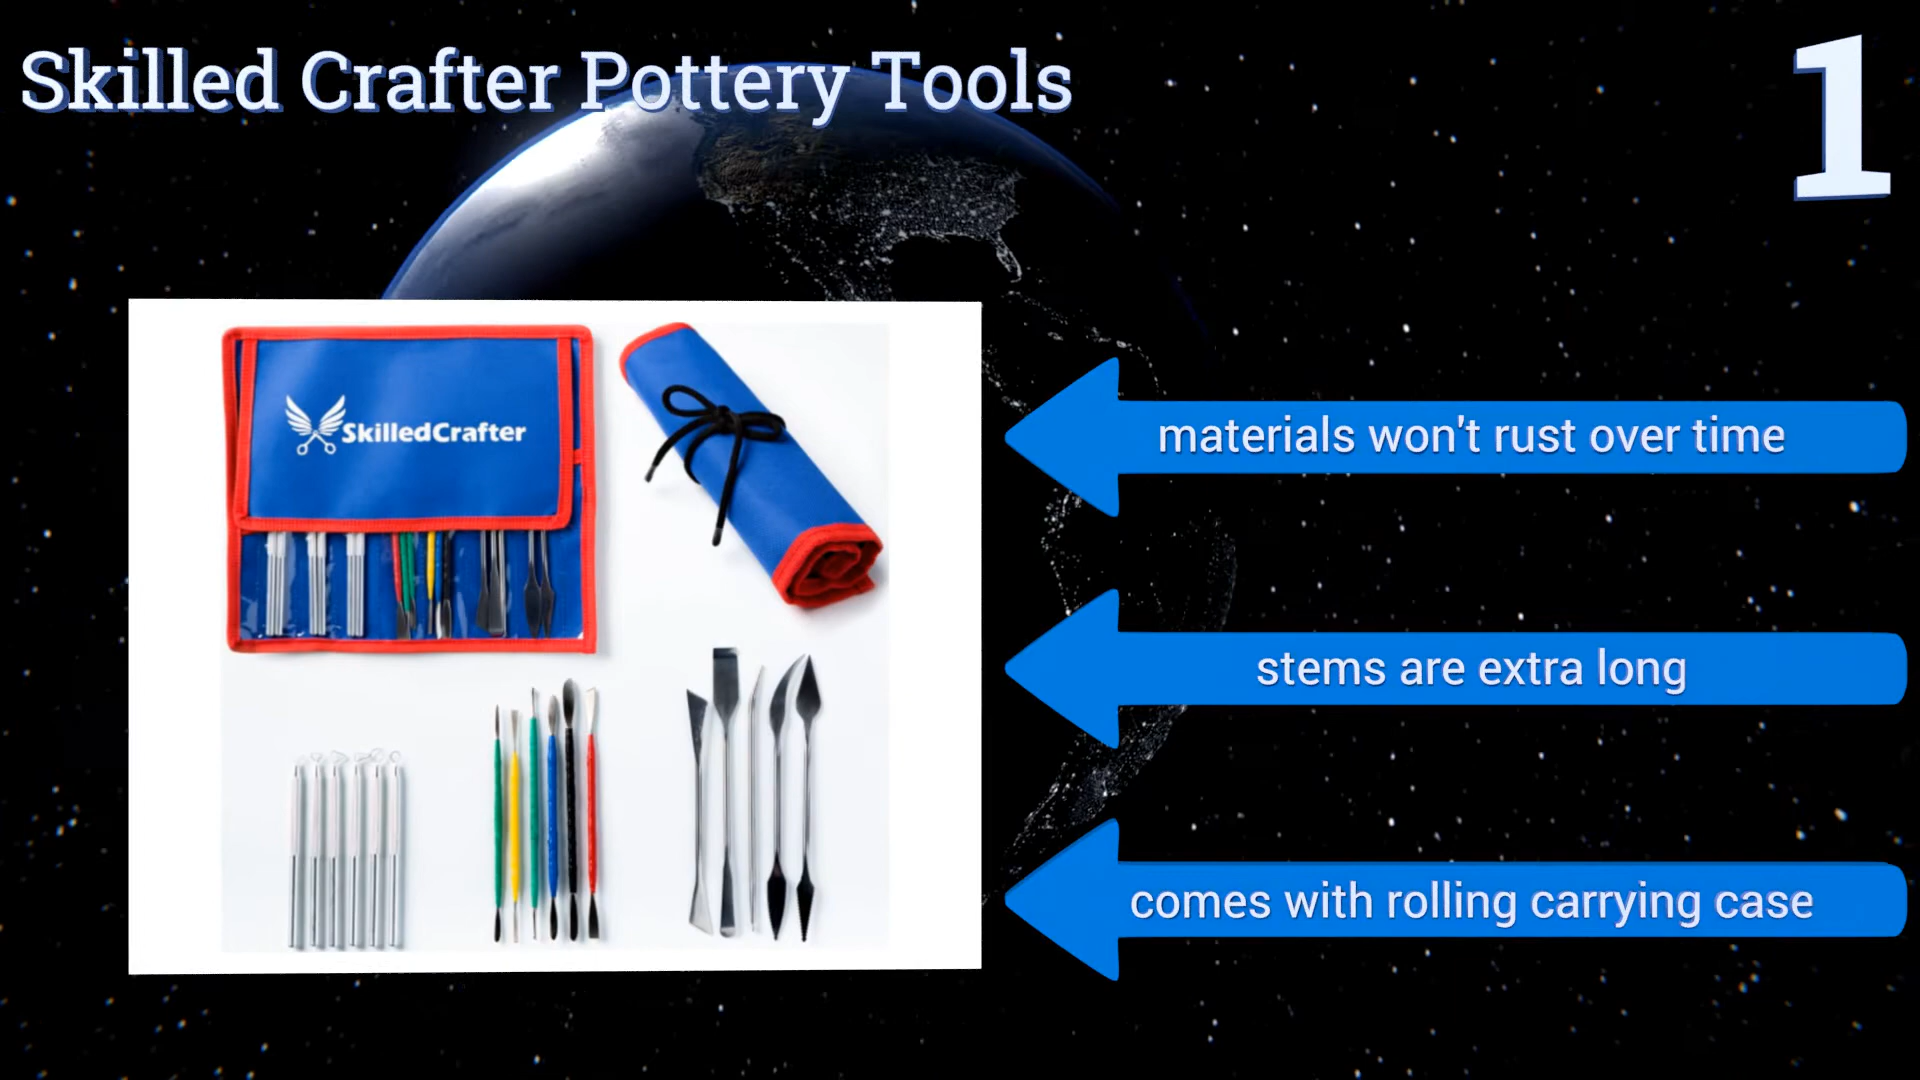 Skilled Crafter Pottery Tools
1
SkilledCrafter
materials won't rust over time
stems are extra long
comes with rolling carrying case